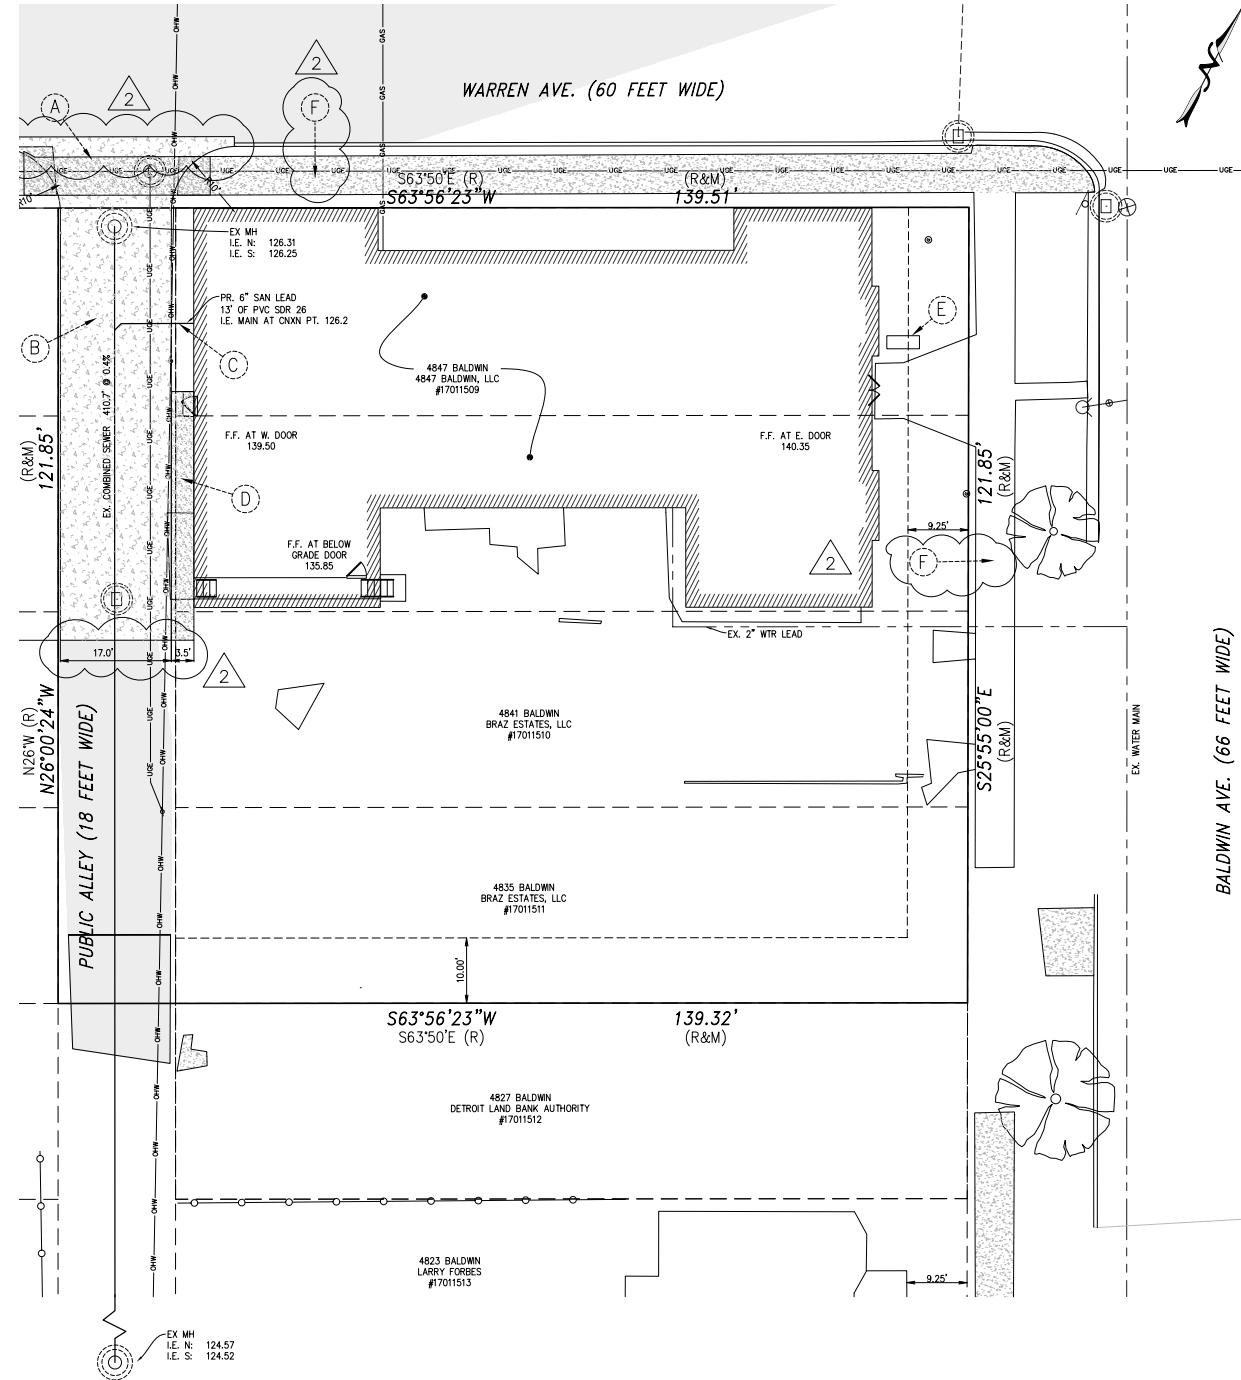 WARREN AVE. (60 FEET WIDE)
N
2
2
A
F
OHW
GAS
UGE
S63°50'E (R)
S63°56'23"W
(R&M)
139.51'
R10'
R10'
EX MH
I.E. N: 126.31
I.E. S: 126.25
PR. 6" SAN LEAD
13' OF PVC SDR 26
I.E. MAIN AT CNXN PT. 126.2
B
C
E
4847 BALDWIN
4847 BALDWIN, LLC
#17011509
EX. COMBINED SEWER 410.7' @ 0.4%
F.F. AT W. DOOR
139.50
F.F. AT E. DOOR
140.35
(R&M)
121.85'
121.85'
(R&M)
D
9.25'
F.F. AT BELOW
GRADE DOOR
135.85
2
F
EX. 2" WTR LEAD
17.0'
3.5'
2
N26°W (R)
N26°00'24"W
4841 BALDWIN
BRAZ ESTATES, LLC
#17011510
S25°55'00"E
(R&M)
EX. WATER MAIN
BALDWIN AVE. (66 FEET WIDE)
PUBLIC ALLEY (18 FEET WIDE)
4835 BALDWIN
BRAZ ESTATES, LLC
#17011511
10.00'
S63°56'23"W
S63°50'E (R)
139.32'
(R&M)
4827 BALDWIN
DETROIT LAND BANK AUTHORITY
#17011512
4823 BALDWIN
LARRY FORBES
#17011513
9.25'
EX MH
I.E. N: 124.57
I.E. S: 124.52